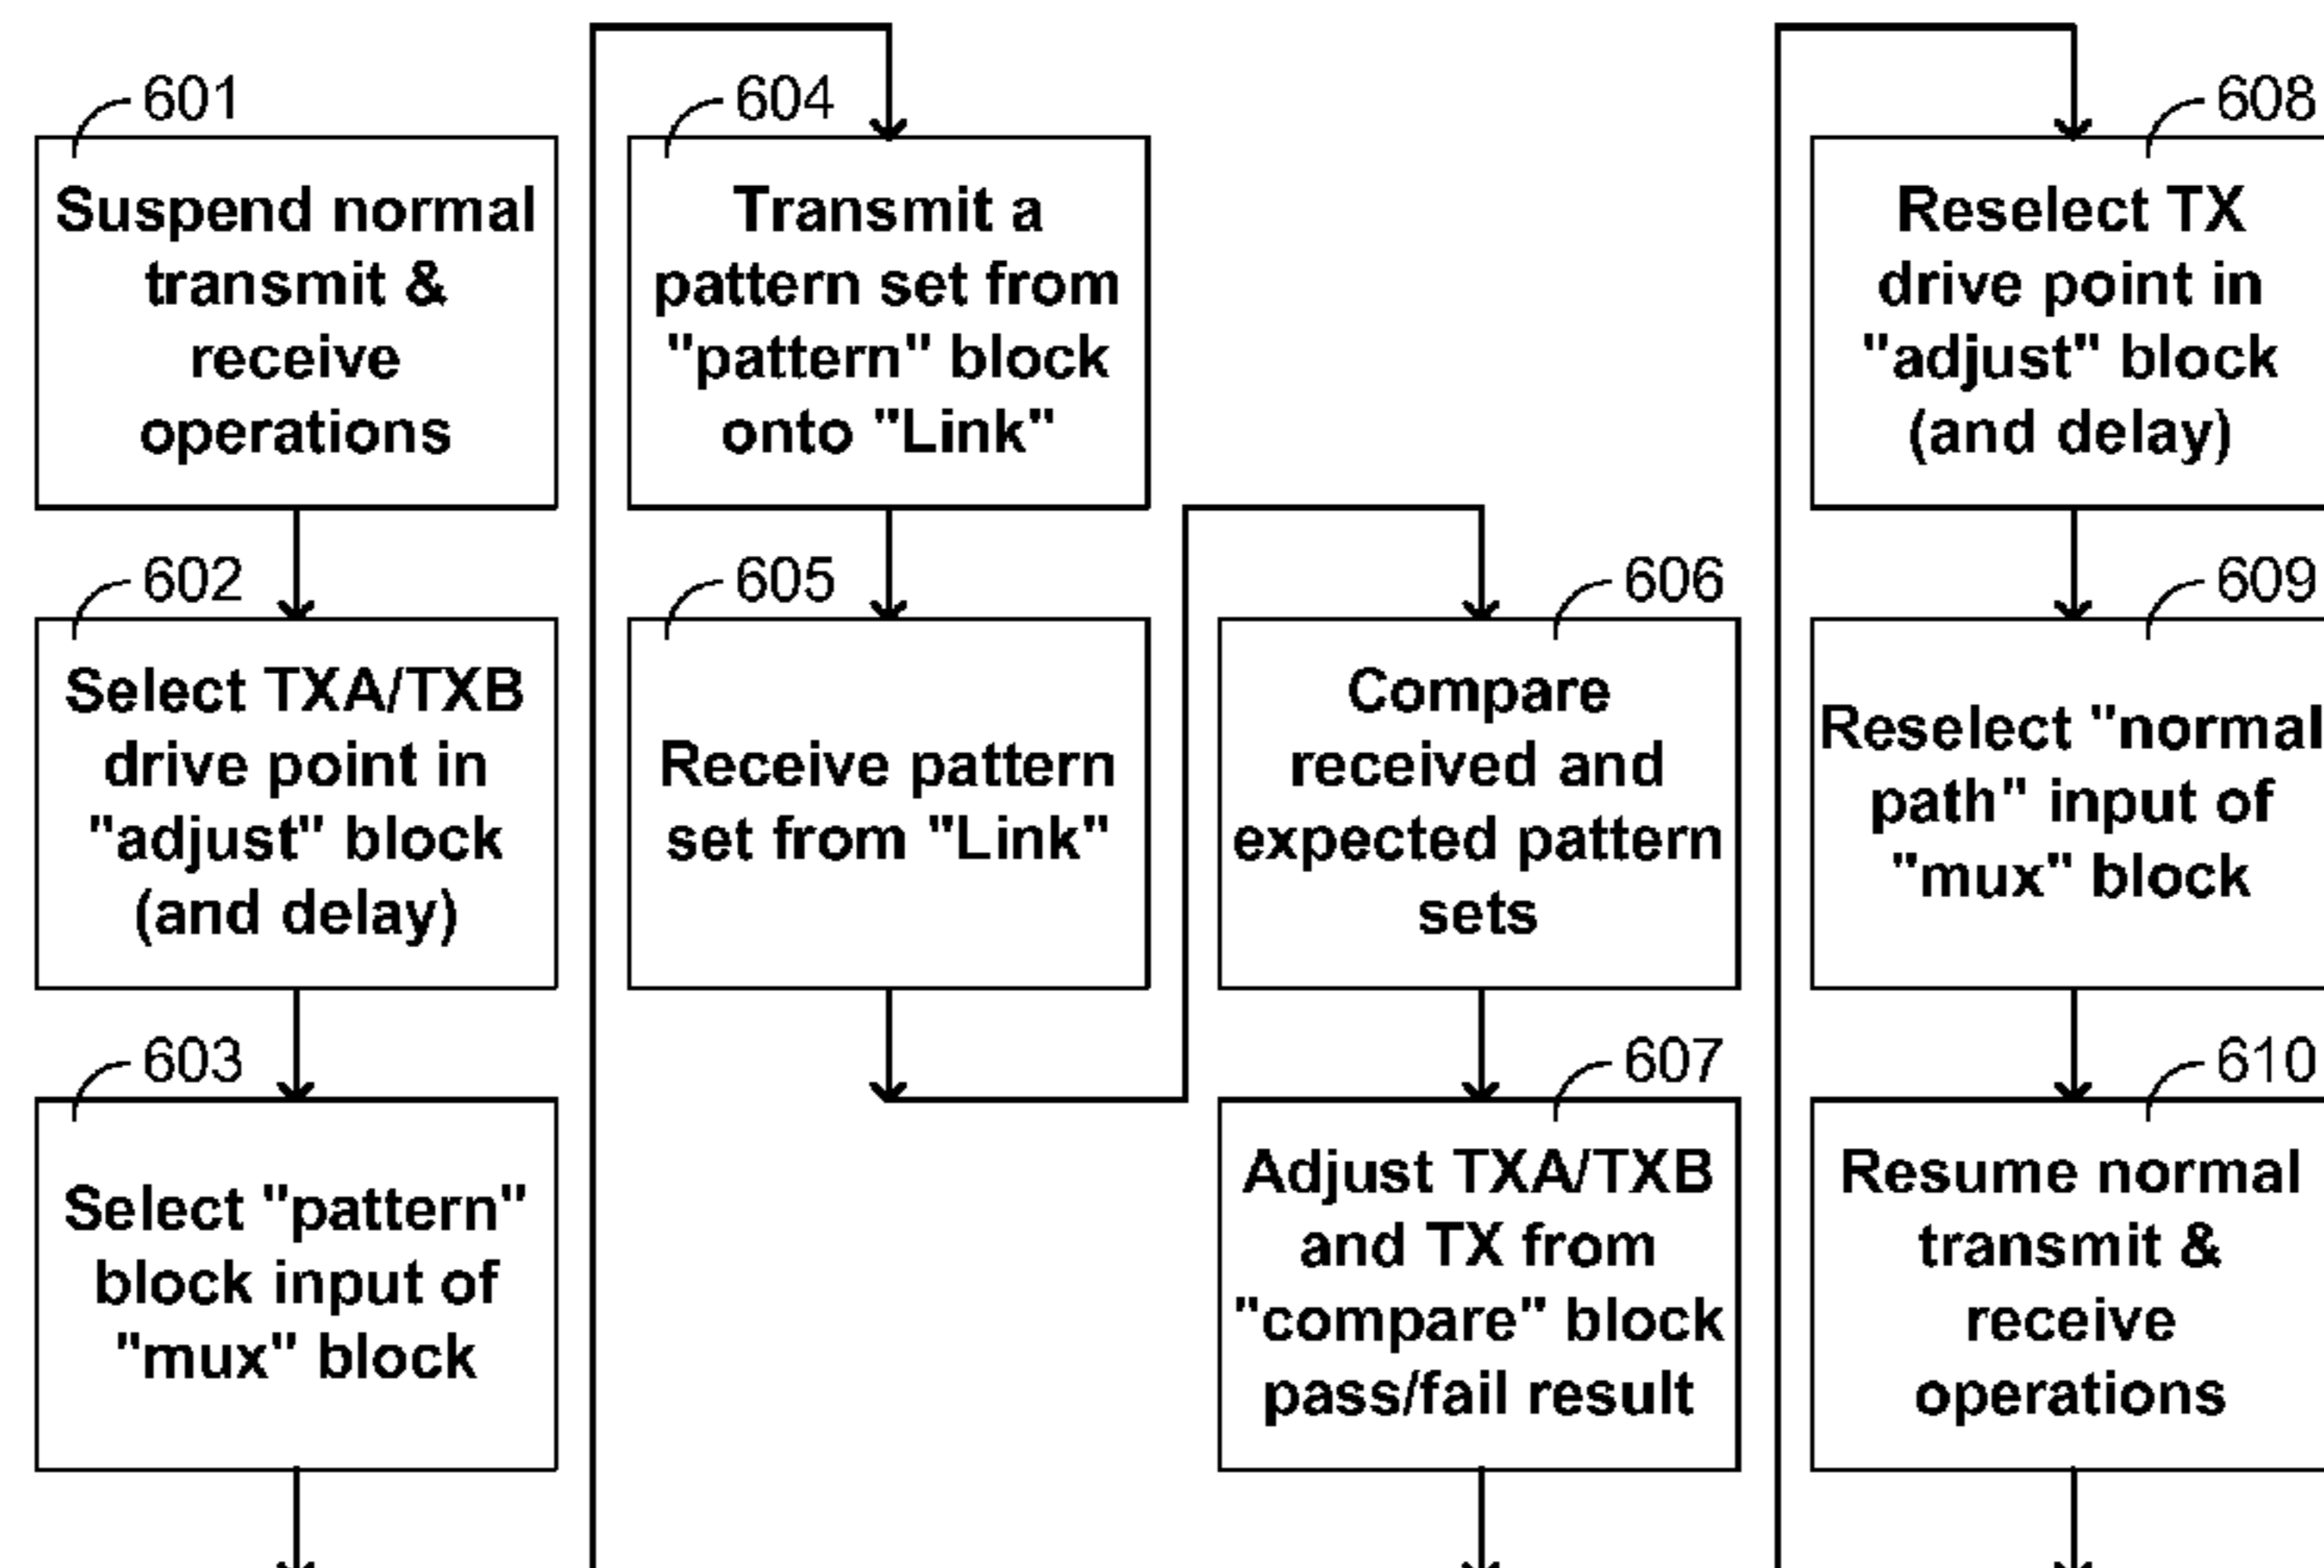 601
Suspend normal
transmit &
receive
operations
602
Select TXA/TXB
drive point in
"adjust" block
(and delay)
603
Select "pattern"
block input of
"mux" block
604
Transmit a
pattern set from
"pattern" block
onto "Link"
605
Receive pattern
set from "Link"
606
Compare
received and
expected pattern
sets
607
Adjust TXA/TXB
and TX from
"compare" block
pass/fail result
608
Reselect TX
drive point in
"adjust" block
(and delay)
609
Reselect "normal
path" input of
"mux" block
610
Resume normal
transmit &
receive
operations